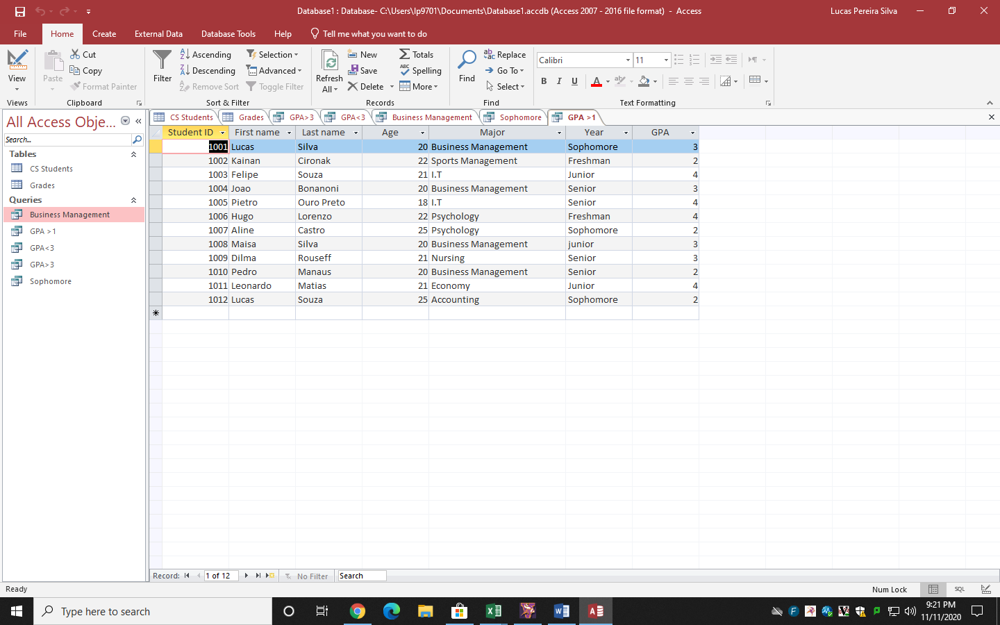 Database1 : Database- C:\Users\lp9701\Documents\Database1.accdb (Access 2007 - 2016 file format) - Access
Lucas Pereira Silva
File Home Create External Data Database Tools Help Tell me what you want to do
View
Views
Paste
Cut
Copy
Format Painter
Clipboard
Filter
Ascending
Descending
Remove Sort
Selection
Advanced
Toggle Filter
Sort & Filter
Refresh
All
New
Save
Delete
Totals
ABC Spelling
More
Records
Find
ab
ac Replace
Go To
Select
Find
Calibri 11
B I U A ab
Text Formatting
All Access Obje...
Search...
Tables
CS Students
Grades
Queries
Business Management
GPA >1
GPA<3
GPA>3
Sophomore
CS Students Grades GPA>3 GPA<3 Business Management Sophomore GPA >1
Student ID First name Last name Age Major Year GPA
1001 Lucas Silva 20 Business Management Sophomore 3
1002 Kainan Cironak 22 Sports Management Freshman 2
1003 Felipe Souza 21 I.T Junior 4
1004 Joao Bonanoni 20 Business Management Senior 3
1005 Pietro Ouro Preto 18 I.T Senior 4
1006 Hugo Lorenzo 22 Psychology Freshman 4
1007 Aline Castro 25 Psychology Sophomore 2
1008 Maisa Silva 20 Business Management junior 3
1009 Dilma Rouseff 21 Nursing Senior 3
1010 Pedro Manaus 20 Business Management Senior 2
1011 Leonardo Matias 21 Economy Junior 4
1012 Lucas Souza 25 Accounting Sophomore 2
Record: 1 of 12 No Filter Search
Ready
Num Lock
SQL
Type here to search
9:21 PM
11/11/2020